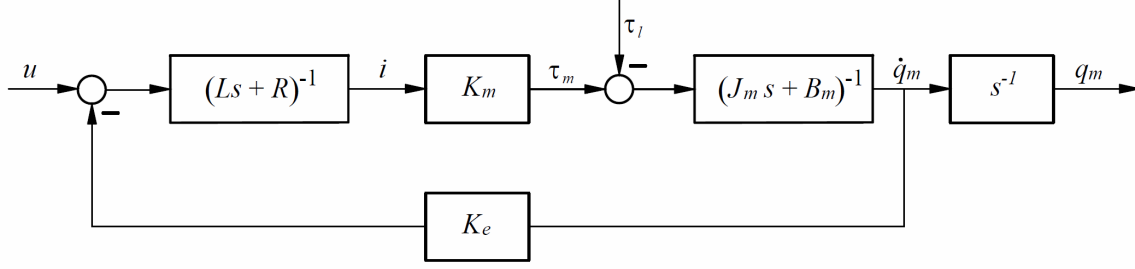 τ_l
u
(Ls + R)^-1
i
K_m
τ_m
(J_m s + B_m)^-1
q̇_m
s^-1
q_m
K_e